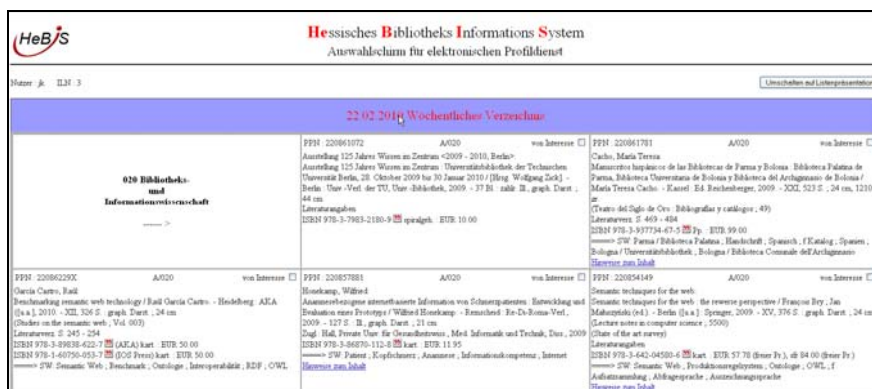 HeBIS
Hessisches Bibliotheks Informations System
Auswahlschirm für elektronischen Profildienst
Nutzer : jk ILN : 3
Umschalten auf Listenpräsentation
22.02.2010 Wöchentliches Verzeichnis
020 Bibliotheks-
und
Informationswissenschaft
----- >
PPN : 220861072 A/020 von Interesse
Ausstellung 125 Jahres Wissen im Zentrum <2009 - 2010, Berlin>
Ausstellung 125 Jahres Wissen im Zentrum : Universitätsbibliothek der Technischen
Universität Berlin, 28. Oktober 2009 bis 30 Januar 2010 / [Hrsg. Wolfgang Zick]. -
Berlin : Univ.-Verl. der TU, Univ.-Bibliothek, 2009. - 37 Bl. : zahlr. Ill., graph. Darst. ;
44 cm
Literaturangaben
ISBN 978-3-7983-2180-9 spiralgeh. : EUR 10.00
PPN : 220861781 A/020 von Interesse
Cacho, María Teresa
Manuscritos hispánicos de las Bibliotecas de Parma y Bolonia : Biblioteca Palatina de
Parma, Biblioteca Universitaria de Bolonia y Biblioteca del Archiginnasio de Bolonia /
María Teresa Cacho. - Kassel : Ed. Reichenberger, 2009. - XXI, 523 S. ; 24 cm, 1210
gr.
(Teatro del Siglo de Oro : Bibliografías y catálogos ; 49)
Literaturverz. S. 469 - 484
ISBN 978-3-937734-67-5 Pp. : EUR 99.00
====> SW: Parma / Biblioteca Palatina ; Handschrift ; Spanisch ; f Katalog ; Spanien ;
Bologna / Universitätsbibliothek ; Bologna / Biblioteca Comunale dell'Archiginnasio
Hinweise zum Inhalt
PPN : 22086229X A/020 von Interesse
García Castro, Raúl
Benchmarking semantic web technology / Raúl García Castro. - Heidelberg : AKA
([u.a.], 2010. - XII, 326 S. : graph. Darst. ; 24 cm
(Studies on the semantic web ; Vol. 003)
Literaturverz. S. 245 - 254
ISBN 978-3-89838-622-7 (AKA) kart. : EUR 50.00
ISBN 978-1-60750-053-7 (IOS Press) kart. : EUR 50.00
====> SW: Semantic Web ; Benchmark ; Ontologie ; Interoperabilität ; RDF ; OWL
PPN : 220857881 A/020 von Interesse
Honekamp, Wilfried
Anamnesebezogene internetbasierte Information von Schmerzpatienten : Entwicklung und
Evaluation eines Prototyps / Wilfried Honekamp. - Remscheid : Re-Di-Roma-Verl.,
2009. - 127 S. : Ill., graph. Darst. ; 21 cm
Zugl.: Hall, Private Univ. für Gesundheitswiss., Med. Informatik und Technik, Diss., 2009
ISBN 978-3-86870-112-8 kart. : EUR 11.95
====> SW: Patient ; Kopfschmerz ; Anamnese ; Informationskompetenz ; Internet
Hinweise zum Inhalt
PPN : 220854149 A/020 von Interesse
Semantic techniques for the web
Semantic techniques for the web : the rewerse perspective / François Bry ; Jan
Małuszyński (ed.). - Berlin ([u.a.] : Springer, 2009. - XV, 376 S. : graph. Darst. ; 24 cm
(Lecture notes in computer science ; 5500)
(State of the art survey)
Literaturangaben
ISBN 978-3-642-04580-6 kart. : EUR 57.78 (freier Pr.), sfr 84.00 (freier Pr.)
====> SW: Semantic Web ; Produktionsregelsystem ; Ontologie ; OWL ; f
Aufsatzsammlung ; Abfragesprache ; Auszeichnungssprache
Hinweise zum Inhalt